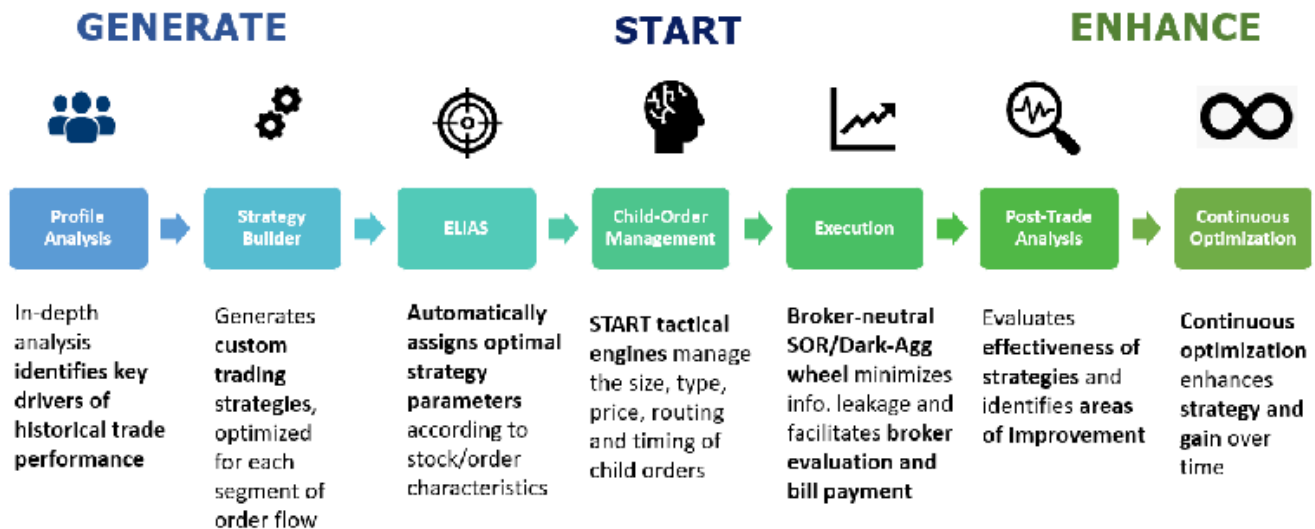 GENERATE
START
ENHANCE
Profile
Analysis
Strategy
Builder
ELIAS
Child-Order
Management
Execution
Post-Trade
Analysis
Continuous
Optimization
In-depth
analysis
identifies key
drivers of
historical trade
performance
Generates
custom
trading
strategies,
optimized
for each
segment of
order flow
Automatically
assigns optimal
strategy
parameters
according to
stock/order
characteristics
START tactical
engines manage
the size, type,
price, routing
and timing of
child orders
Broker-neutral
SOR/Dark-Agg
wheel minimizes
info. leakage and
facilitates broker
evaluation and
bill payment
Evaluates
effectiveness of
strategies and
identifies areas
of improvement
Continuous
optimization
enhances
strategy and
gain over
time